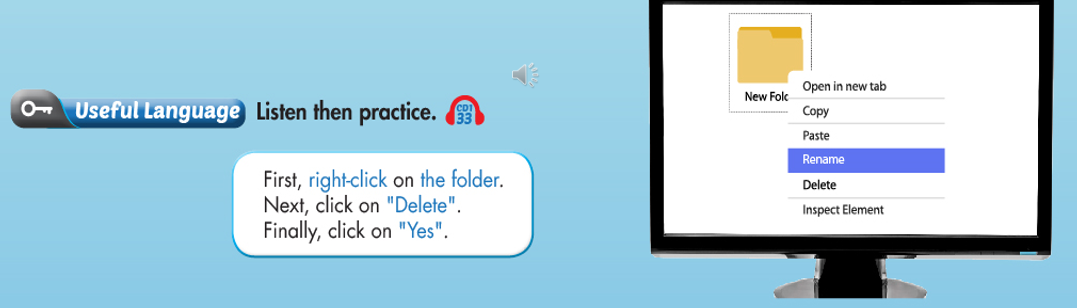 Useful Language Listen then practice. CD1 33
First, right-click on the folder.
Next, click on "Delete".
Finally, click on "Yes".
New Fold
Open in new tab
Copy
Paste
Rename
Delete
Inspect Element